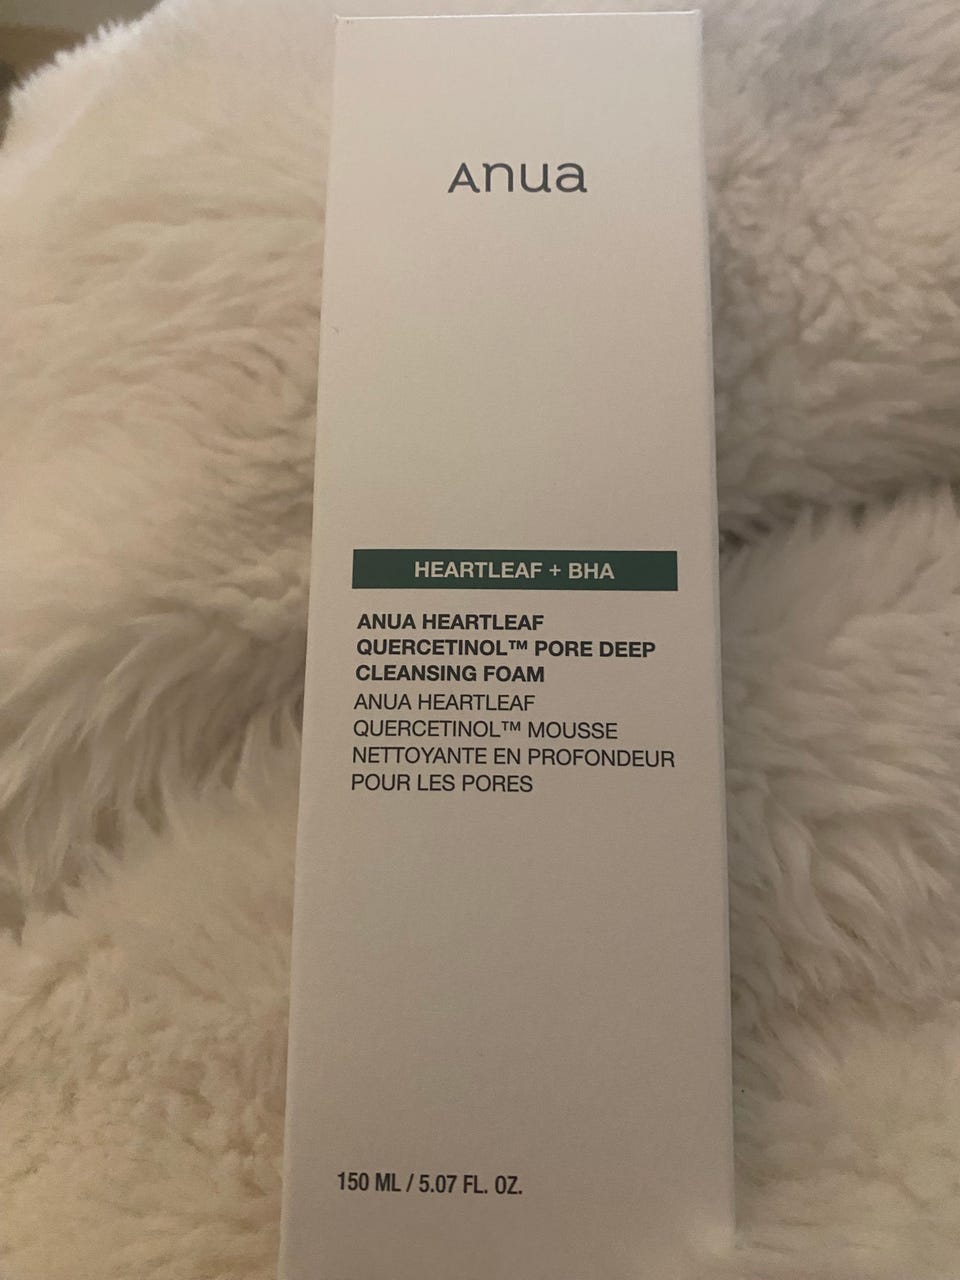 Anua
HEARTLEAF + BHA
ANUA HEARTLEAF
QUERCETINOL™ PORE DEEP
CLEANSING FOAM
ANUA HEARTLEAF
QUERCETINOL™ MOUSSE
NETTOYANTE EN PROFONDEUR
POUR LES PORES
150 ML / 5.07 FL. OZ.